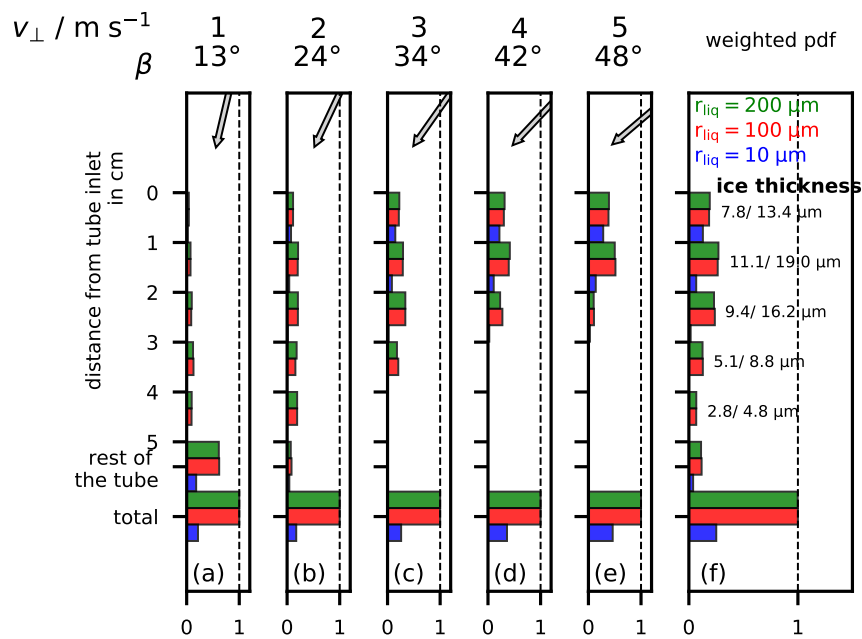 v⊥ / m s⁻¹ 1 2 3 4 5
β 13° 24° 34° 42° 48°
weighted pdf
r_liq = 200 μm
r_liq = 100 μm
r_liq = 10 μm
ice thickness
distance from tube inlet
in cm
0
1
2
3
4
5
rest of
the tube
total
7.8/ 13.4 μm
11.1/ 19.0 μm
9.4/ 16.2 μm
5.1/ 8.8 μm
2.8/ 4.8 μm
(a) (b) (c) (d) (e) (f)
0 1 0 1 0 1 0 1 0 1 0 1